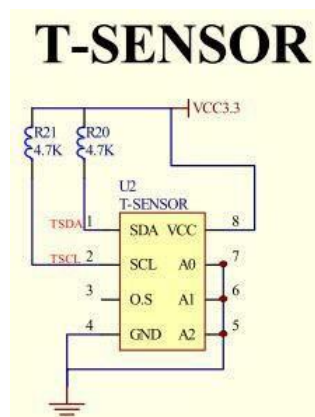 T-SENSOR
VCC3.3
R21
4.7K
R20
4.7K
U2
T-SENSOR
TSDA 1 SDA VCC 8
TSCL 2 SCL A0 7
3 O.S A1 6
4 GND A2 5